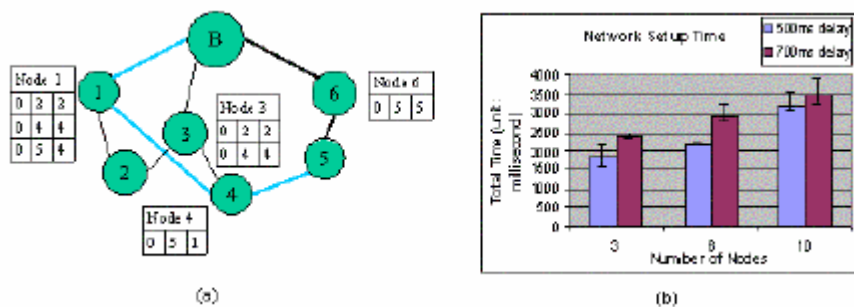 B
1
2
3
4
5
6
Node 1
0 2 2
0 4 4
0 5 4
Node 3
0 2 2
0 4 4
Node 4
0 5 1
Node 6
0 5 5
(a)
Network Setup Time
500ms delay
700ms delay
Total Time (unit:
millisecond)
4000
3500
3000
2500
2000
1500
1000
500
0
3
6
10
Number of Nodes
(b)